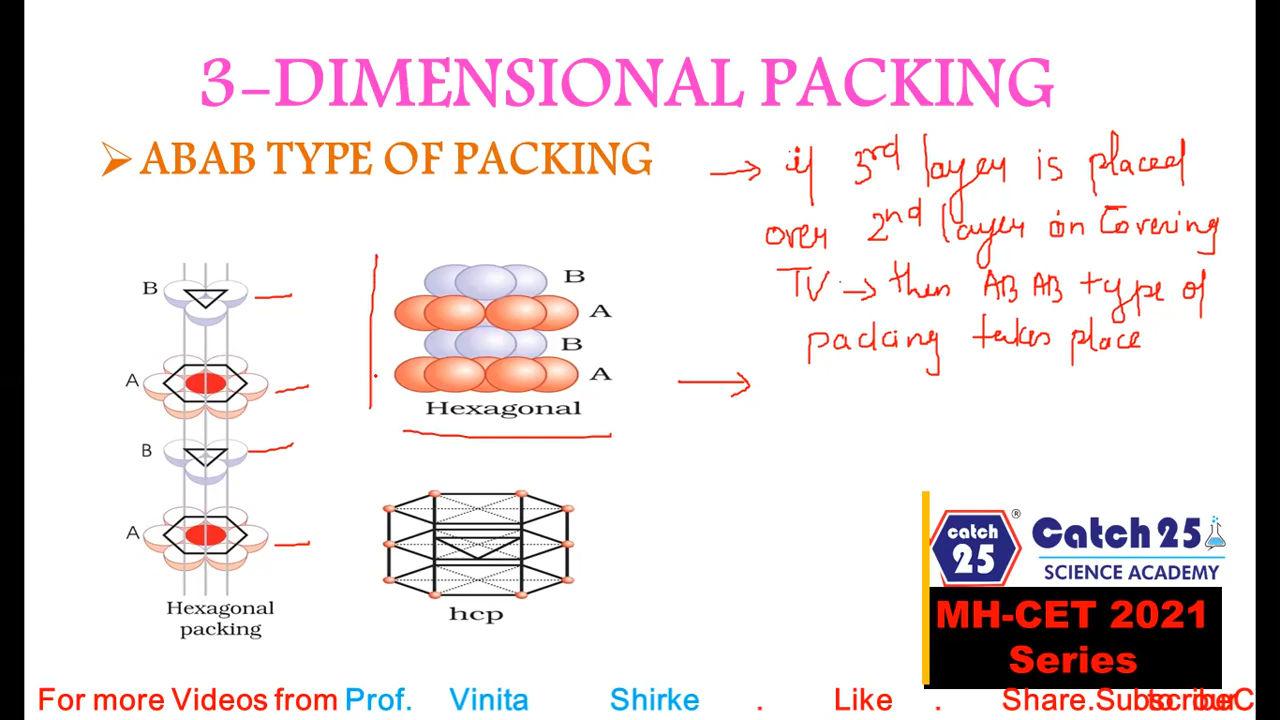 3-DIMENSIONAL PACKING
ABAB TYPE OF PACKING
→ if 3rd layer is placed
over 2nd layer on Covering
TV → then AB AB type of
packing takes place
B
A
B
A
Hexagonal
packing
B
A
B
A
Hexagonal
hcp
catch
25
®
Catch 25
SCIENCE ACADEMY
MH-CET 2021
Series
For more Videos from Prof. Vinita Shirke . Like . Share.